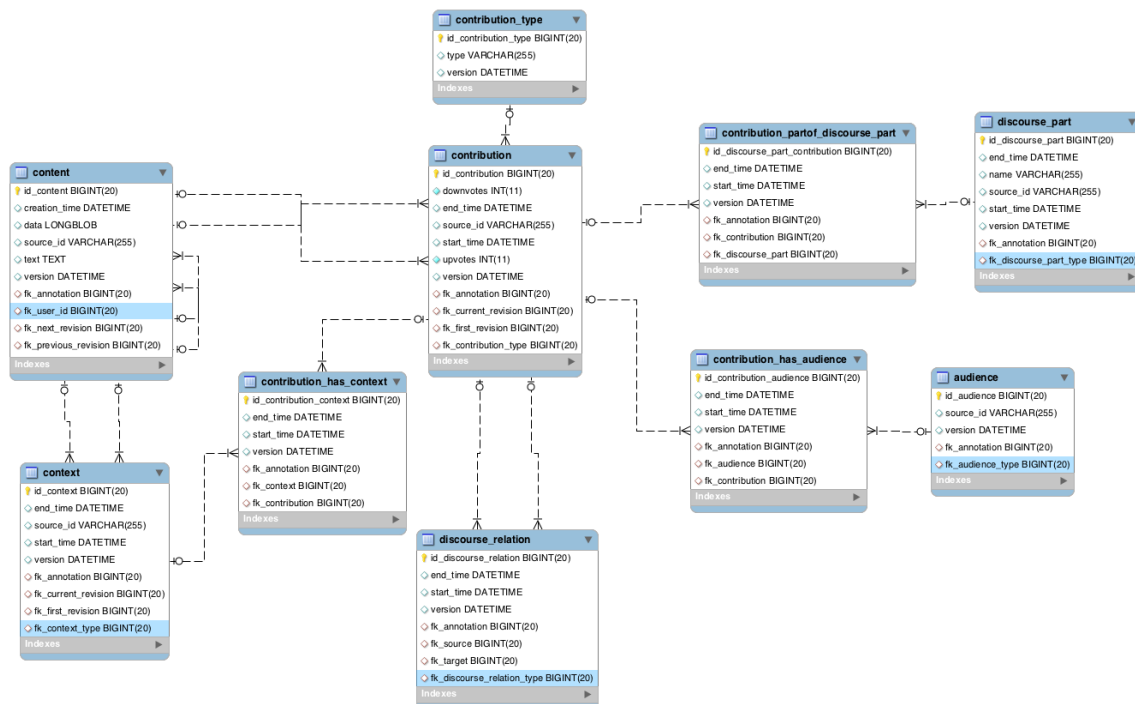 contribution_type
id_contribution_type BIGINT(20)
type VARCHAR(255)
version DATETIME
Indexes
content
id_content BIGINT(20)
creation_time DATETIME
data LONGBLOB
source_id VARCHAR(255)
text TEXT
version DATETIME
fk_annotation BIGINT(20)
fk_user_id BIGINT(20)
fk_next_revision BIGINT(20)
fk_previous_revision BIGINT(20)
Indexes
contribution
id_contribution BIGINT(20)
downvotes INT(11)
end_time DATETIME
source_id VARCHAR(255)
start_time DATETIME
upvotes INT(11)
version DATETIME
fk_annotation BIGINT(20)
fk_current_revision BIGINT(20)
fk_first_revision BIGINT(20)
fk_contribution_type BIGINT(20)
Indexes
contribution_partof_discourse_part
id_discourse_part_contribution BIGINT(20)
end_time DATETIME
start_time DATETIME
version DATETIME
fk_annotation BIGINT(20)
fk_contribution BIGINT(20)
fk_discourse_part BIGINT(20)
Indexes
discourse_part
id_discourse_part BIGINT(20)
end_time DATETIME
name VARCHAR(255)
source_id VARCHAR(255)
start_time DATETIME
version DATETIME
fk_annotation BIGINT(20)
fk_discourse_part_type BIGINT(20)
Indexes
contribution_has_context
id_contribution_context BIGINT(20)
end_time DATETIME
start_time DATETIME
version DATETIME
fk_annotation BIGINT(20)
fk_context BIGINT(20)
fk_contribution BIGINT(20)
Indexes
contribution_has_audience
id_contribution_audience BIGINT(20)
end_time DATETIME
start_time DATETIME
version DATETIME
fk_annotation BIGINT(20)
fk_audience BIGINT(20)
fk_contribution BIGINT(20)
Indexes
audience
id_audience BIGINT(20)
source_id VARCHAR(255)
version DATETIME
fk_annotation BIGINT(20)
fk_audience_type BIGINT(20)
Indexes
context
id_context BIGINT(20)
end_time DATETIME
source_id VARCHAR(255)
start_time DATETIME
version DATETIME
fk_annotation BIGINT(20)
fk_current_revision BIGINT(20)
fk_first_revision BIGINT(20)
fk_context_type BIGINT(20)
Indexes
discourse_relation
id_discourse_relation BIGINT(20)
end_time DATETIME
start_time DATETIME
version DATETIME
fk_annotation BIGINT(20)
fk_source BIGINT(20)
fk_target BIGINT(20)
fk_discourse_relation_type BIGINT(20)
Indexes